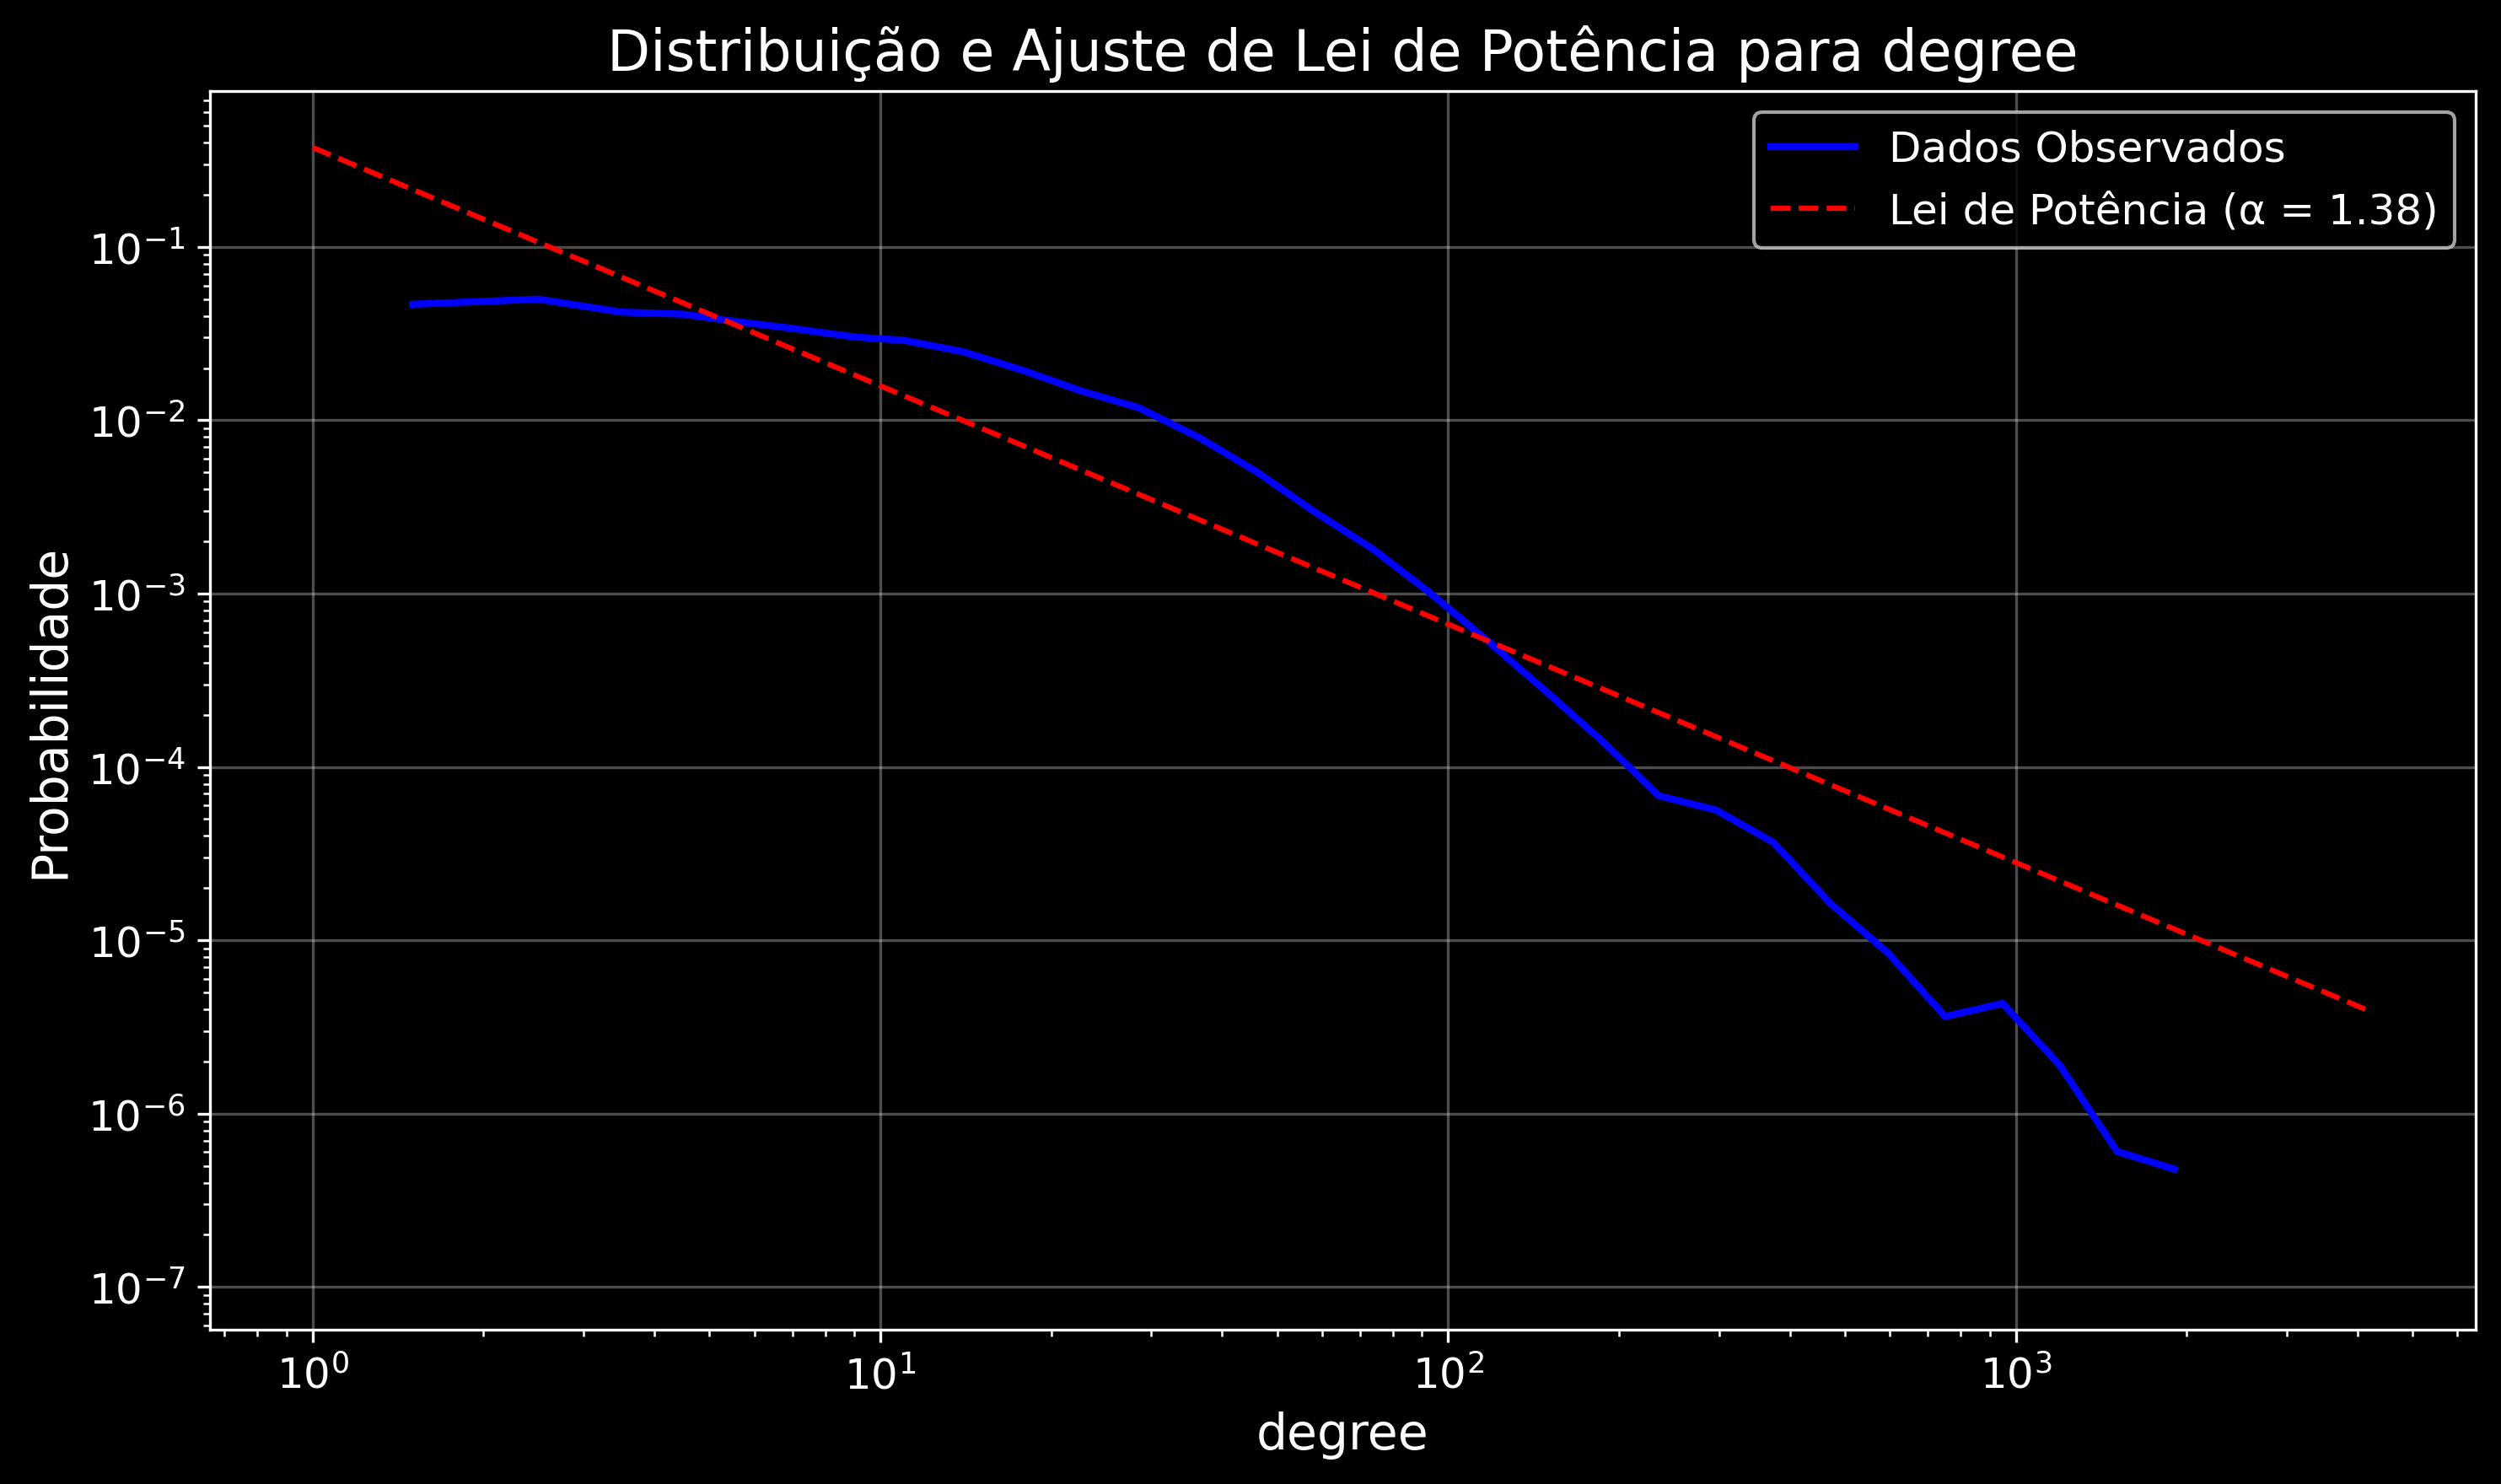 Distribuição e Ajuste de Lei de Potência para degree
Dados Observados
Lei de Potência (α = 1.38)
Probabilidade
10⁻¹
10⁻²
10⁻³
10⁻⁴
10⁻⁵
10⁻⁶
10⁻⁷
10⁰ 10¹ 10² 10³
degree